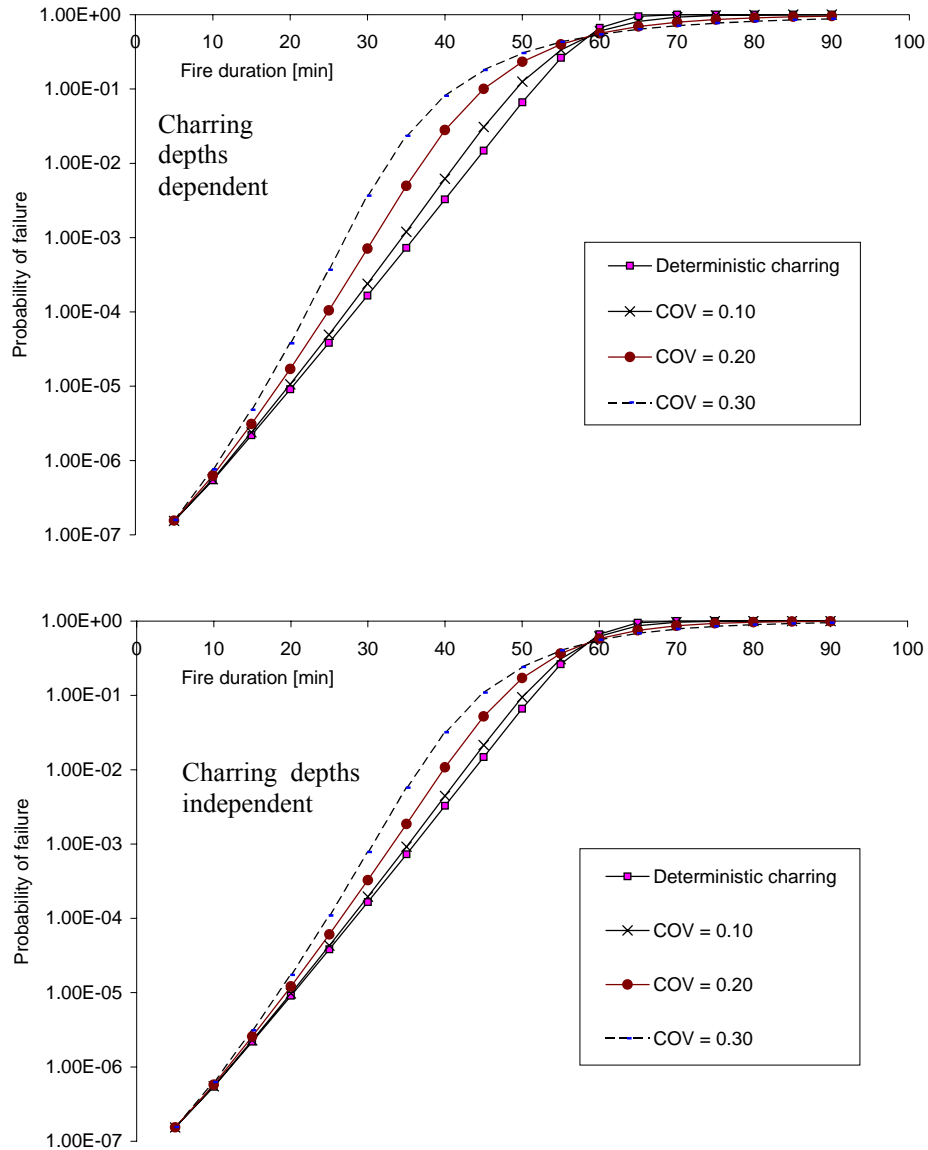 1.00E+00
0 10 20 30 40 50 60 70 80 90 100
Fire duration [min]
1.00E-01
Charring
depths
dependent
1.00E-02
1.00E-03
1.00E-04
1.00E-05
1.00E-06
1.00E-07
Probability of failure
Deterministic charring
COV = 0.10
COV = 0.20
COV = 0.30
1.00E+00
0 10 20 30 40 50 60 70 80 90 100
Fire duration [min]
1.00E-01
1.00E-02
Charring depths
independent
1.00E-03
1.00E-04
1.00E-05
1.00E-06
1.00E-07
Probability of failure
Deterministic charring
COV = 0.10
COV = 0.20
COV = 0.30